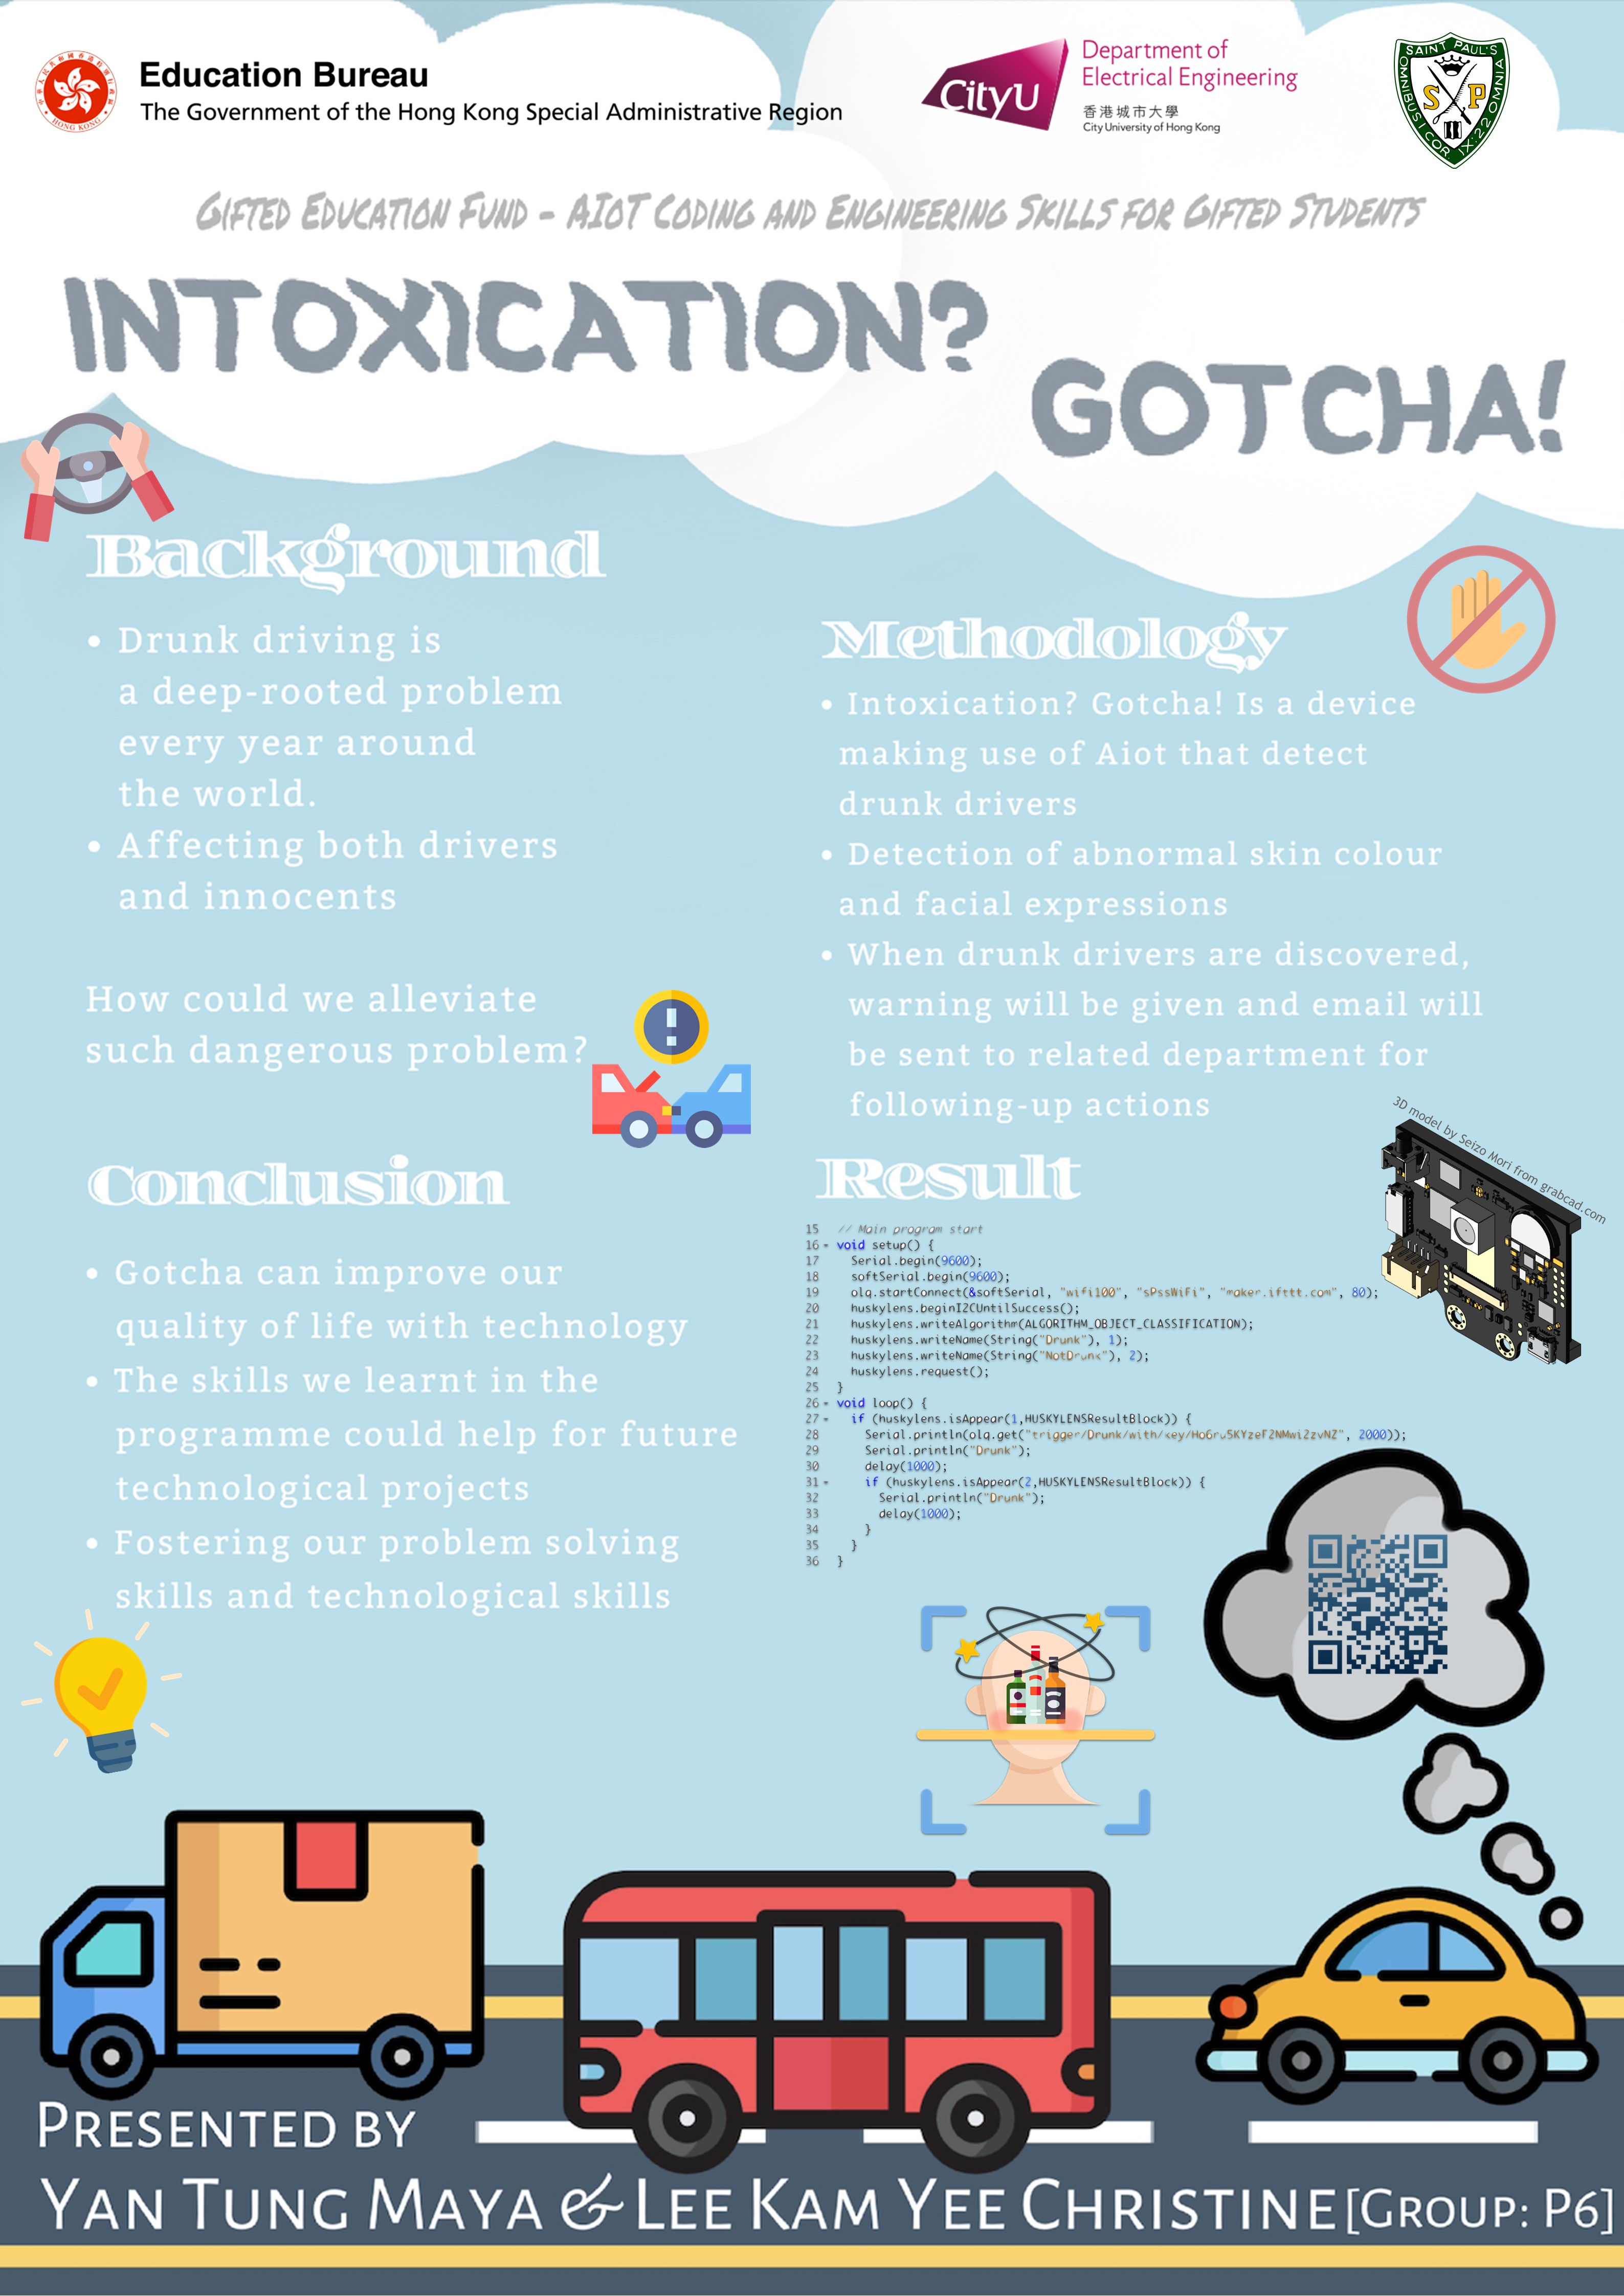 Education Bureau
The Government of the Hong Kong Special Administrative Region
CityU
Department of
Electrical Engineering
香港城市大學
City University of Hong Kong
SAINT PAUL'S
OMNIBUS
OMNIA
I COR. IX:22
S P
HONG KONG
GIFTED EDUCATION FUND - AIOT CODING AND ENGINEERING SKILLS FOR GIFTED STUDENTS
INTOXICATION?
GOTCHA!
Background
• Drunk driving is
a deep-rooted problem
every year around
the world.
• Affecting both drivers
and innocents
How could we alleviate
such dangerous problem?
Methodology
• Intoxication? Gotcha! Is a device
making use of Aiot that detect
drunk drivers
• Detection of abnormal skin colour
and facial expressions
• When drunk drivers are discovered,
warning will be given and email will
be sent to related department for
following-up actions
Conclusion
• Gotcha can improve our
quality of life with technology
• The skills we learnt in the
programme could help for future
technological projects
• Fostering our problem solving
skills and technological skills
Result
3D model by Seizo Mori from grabcad.com
15 // Main program start
16 void setup() {
17 Serial.begin(9600);
18 softSerial.begin(9600);
19 olq.startConnect(&softSerial, "wifi100", "sPssWiFi", "maker.ifttt.com", 80);
20 huskylens.beginI2CUntilSuccess();
21 huskylens.writeAlgorithm(ALGORITHM_OBJECT_CLASSIFICATION);
22 huskylens.writeName(String("Drunk"), 1);
23 huskylens.writeName(String("NotDrunk"), 2);
24 huskylens.request();
25 }
26 void loop() {
27 if (huskylens.isAppear(1,HUSKYLENSResultBlock)) {
28 Serial.println(olq.get("trigger/Drunk/with/key/Ho6ru5KYzeF2NMwi2zvNZ", 2000));
29 Serial.println("Drunk");
30 delay(1000);
31 if (huskylens.isAppear(2,HUSKYLENSResultBlock)) {
32 Serial.println("Drunk");
33 delay(1000);
34 }
35 }
36 }
PRESENTED BY
YAN TUNG MAYA & LEE KAM YEE CHRISTINE [GROUP: P6]